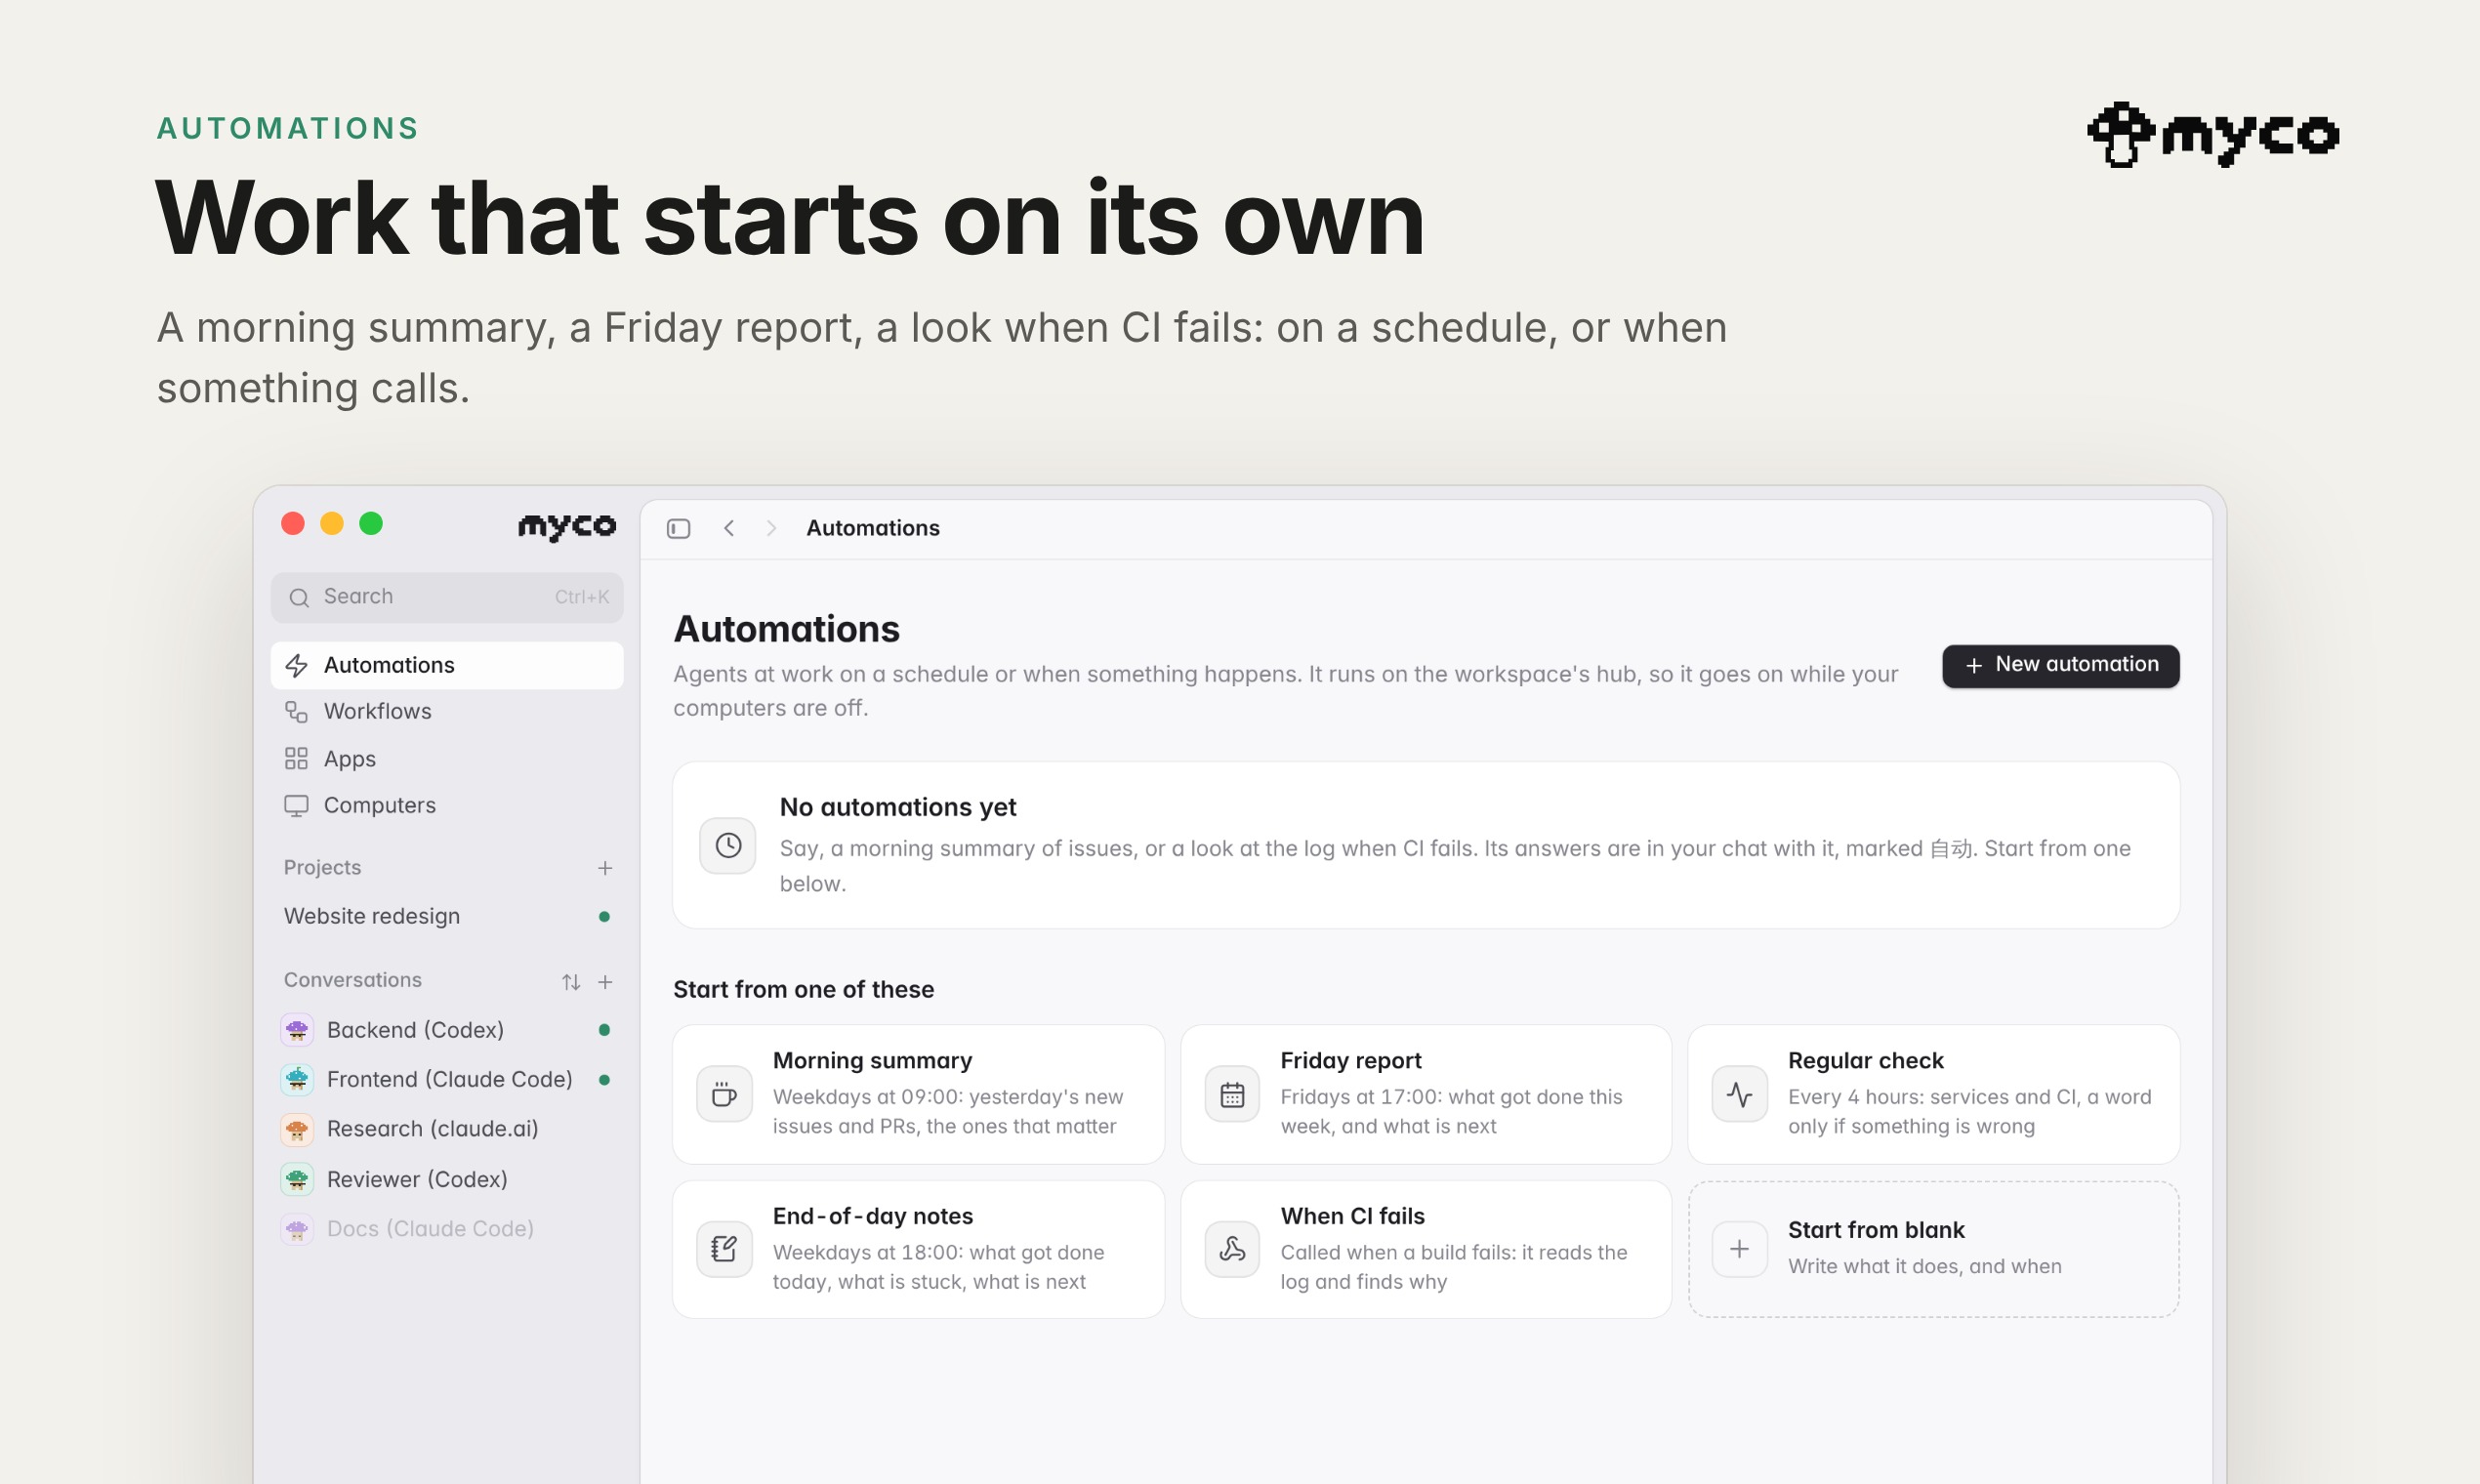 AUTOMATIONS
myco
Work that starts on its own
A morning summary, a Friday report, a look when CI fails: on a schedule, or when
something calls.
myco
Search
Ctrl+K
Automations
Workflows
Apps
Computers
Projects
Website redesign
Conversations
Backend (Codex)
Frontend (Claude Code)
Research (claude.ai)
Reviewer (Codex)
Docs (Claude Code)
Automations
Automations
Agents at work on a schedule or when something happens. It runs on the workspace's hub, so it goes on while your
computers are off.
New automation
No automations yet
Say, a morning summary of issues, or a look at the log when CI fails. Its answers are in your chat with it, marked 自动. Start from one
below.
Start from one of these
Morning summary
Weekdays at 09:00: yesterday's new
issues and PRs, the ones that matter
Friday report
Fridays at 17:00: what got done this
week, and what is next
Regular check
Every 4 hours: services and CI, a word
only if something is wrong
End-of-day notes
Weekdays at 18:00: what got done
today, what is stuck, what is next
When CI fails
Called when a build fails: it reads the
log and finds why
Start from blank
Write what it does, and when